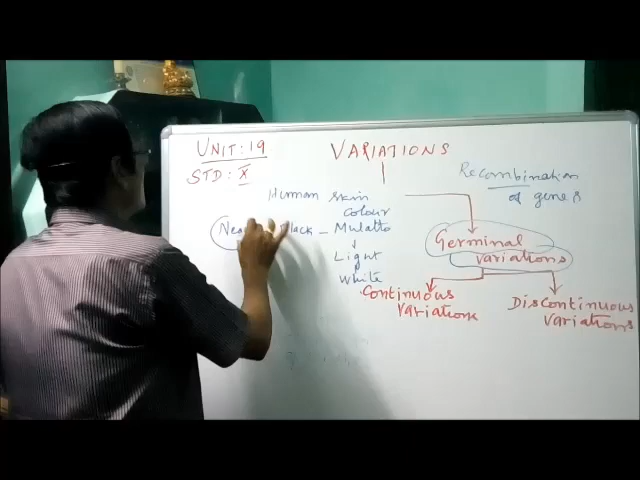 UNIT: 19
STD: X
VARIATIONS
Recombination
of genes
Human skin
colour
Mulatto
Light
White
Germinal
variations
Continuous
Variations
Discontinuous
Variations